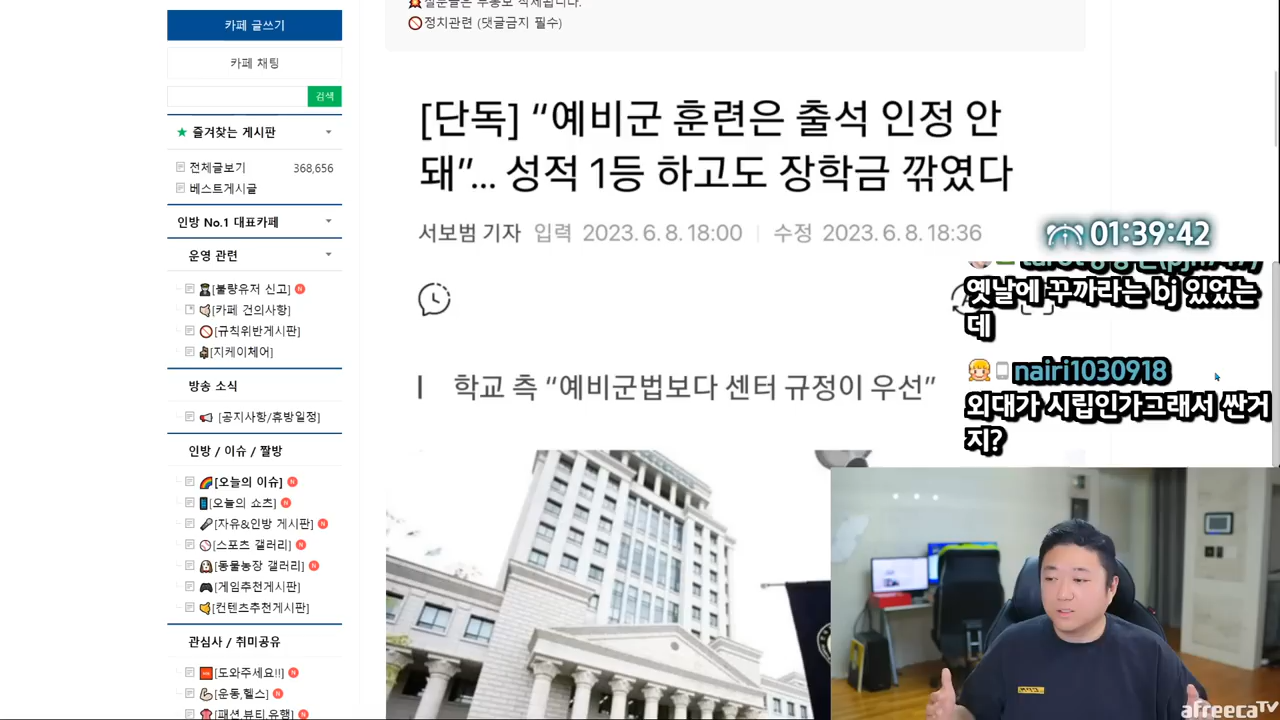 카페 글쓰기
카페 채팅
검색
즐겨찾는 게시판
전체글보기 368,656
베스트게시글
인방 No.1 대표카페
운영 관련
[불량유저 신고] N
[카페 건의사항]
[규칙위반게시판]
[지케이체어]
방송 소식
[공지사항/휴방일정]
인방 / 이슈 / 짤방
[오늘의 이슈] N
[오늘의 쇼츠] N
[자유&인방 게시판] N
[스포츠 갤러리] N
[동물농장 갤러리] N
[게임추천게시판]
[컨텐츠추천게시판]
관심사 / 취미공유
[도와주세요!!] N
[운동,헬스] N
[패션 뷰티 여행] N
정치관련 (댓글금지 필수)
[단독] “예비군 훈련은 출석 인정 안
돼”... 성적 1등 하고도 장학금 깎였다
서보범 기자 입력 2023. 6. 8. 18:00 | 수정 2023. 6. 8. 18:36
학교 측 “예비군법보다 센터 규정이 우선”
01:39:42
옛날에 꾸까라는 bj 있었는
데
nairi1030918
외대가 시립인가그래서 싼거
지?
afreecaTV